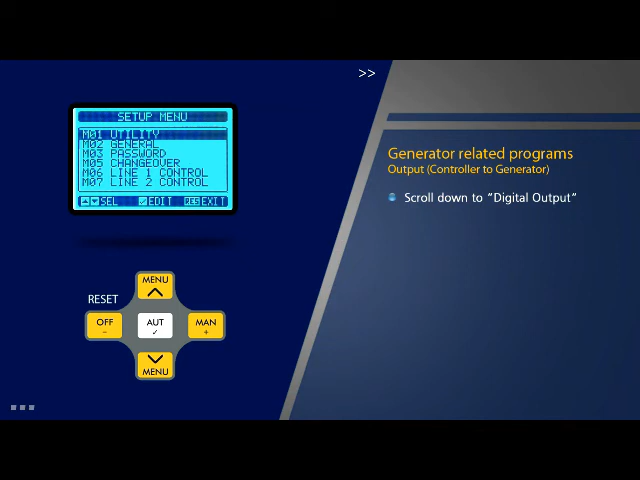 >>
SETUP MENU
M01 UTILITY
M02 GENERAL
M03 PASSWORD
M05 CHANGEOVER
M06 LINE 1 CONTROL
M07 LINE 2 CONTROL
SEL EDIT RES EXIT
Generator related programs
Output (Controller to Generator)
Scroll down to “Digital Output”
MENU
RESET
OFF
–
AUT
✓
MAN
+
MENU